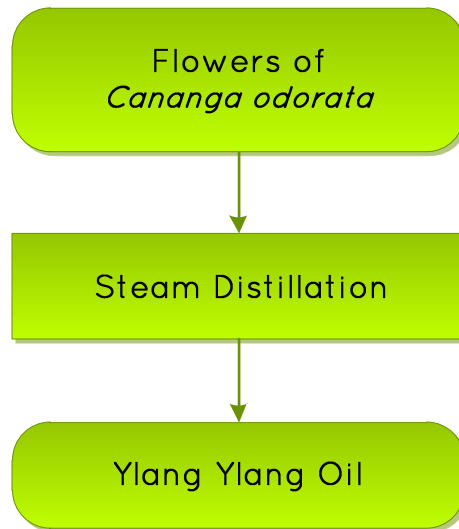 Flowers of
Cananga odorata
Steam Distillation
Ylang Ylang Oil